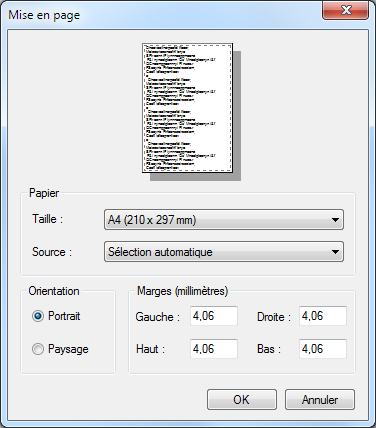 Mise en page
Papier
Taille : A4 (210 x 297 mm)
Source : Sélection automatique
Orientation
Portrait
Paysage
Marges (millimètres)
Gauche : 4,06 Droite : 4,06
Haut : 4,06 Bas : 4,06
OK Annuler